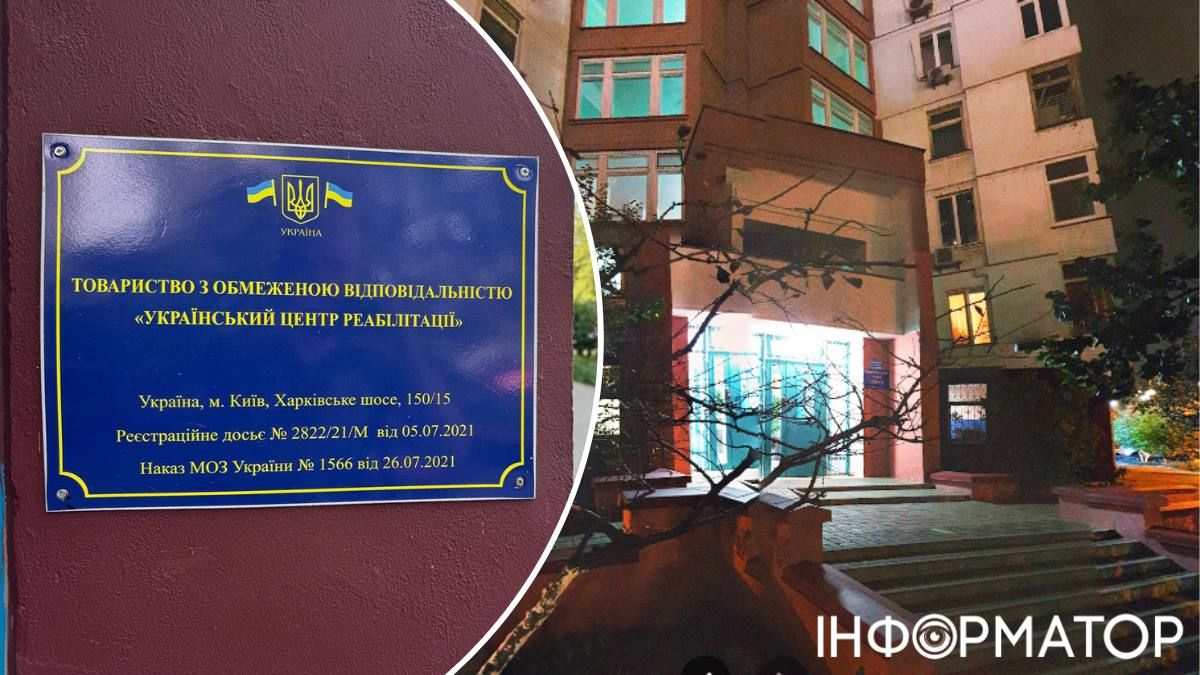 УКРАЇНА
ТОВАРИСТВО З ОБМЕЖЕНОЮ ВІДПОВІДАЛЬНІСТЮ
«УКРАЇНСЬКИЙ ЦЕНТР РЕАБІЛІТАЦІЇ»
Україна, м. Київ, Харківське шосе, 150/15
Реєстраційне досьє № 2822/21/М від 05.07.2021
Наказ МОЗ України № 1566 від 26.07.2021
ІНФОРМАТОР